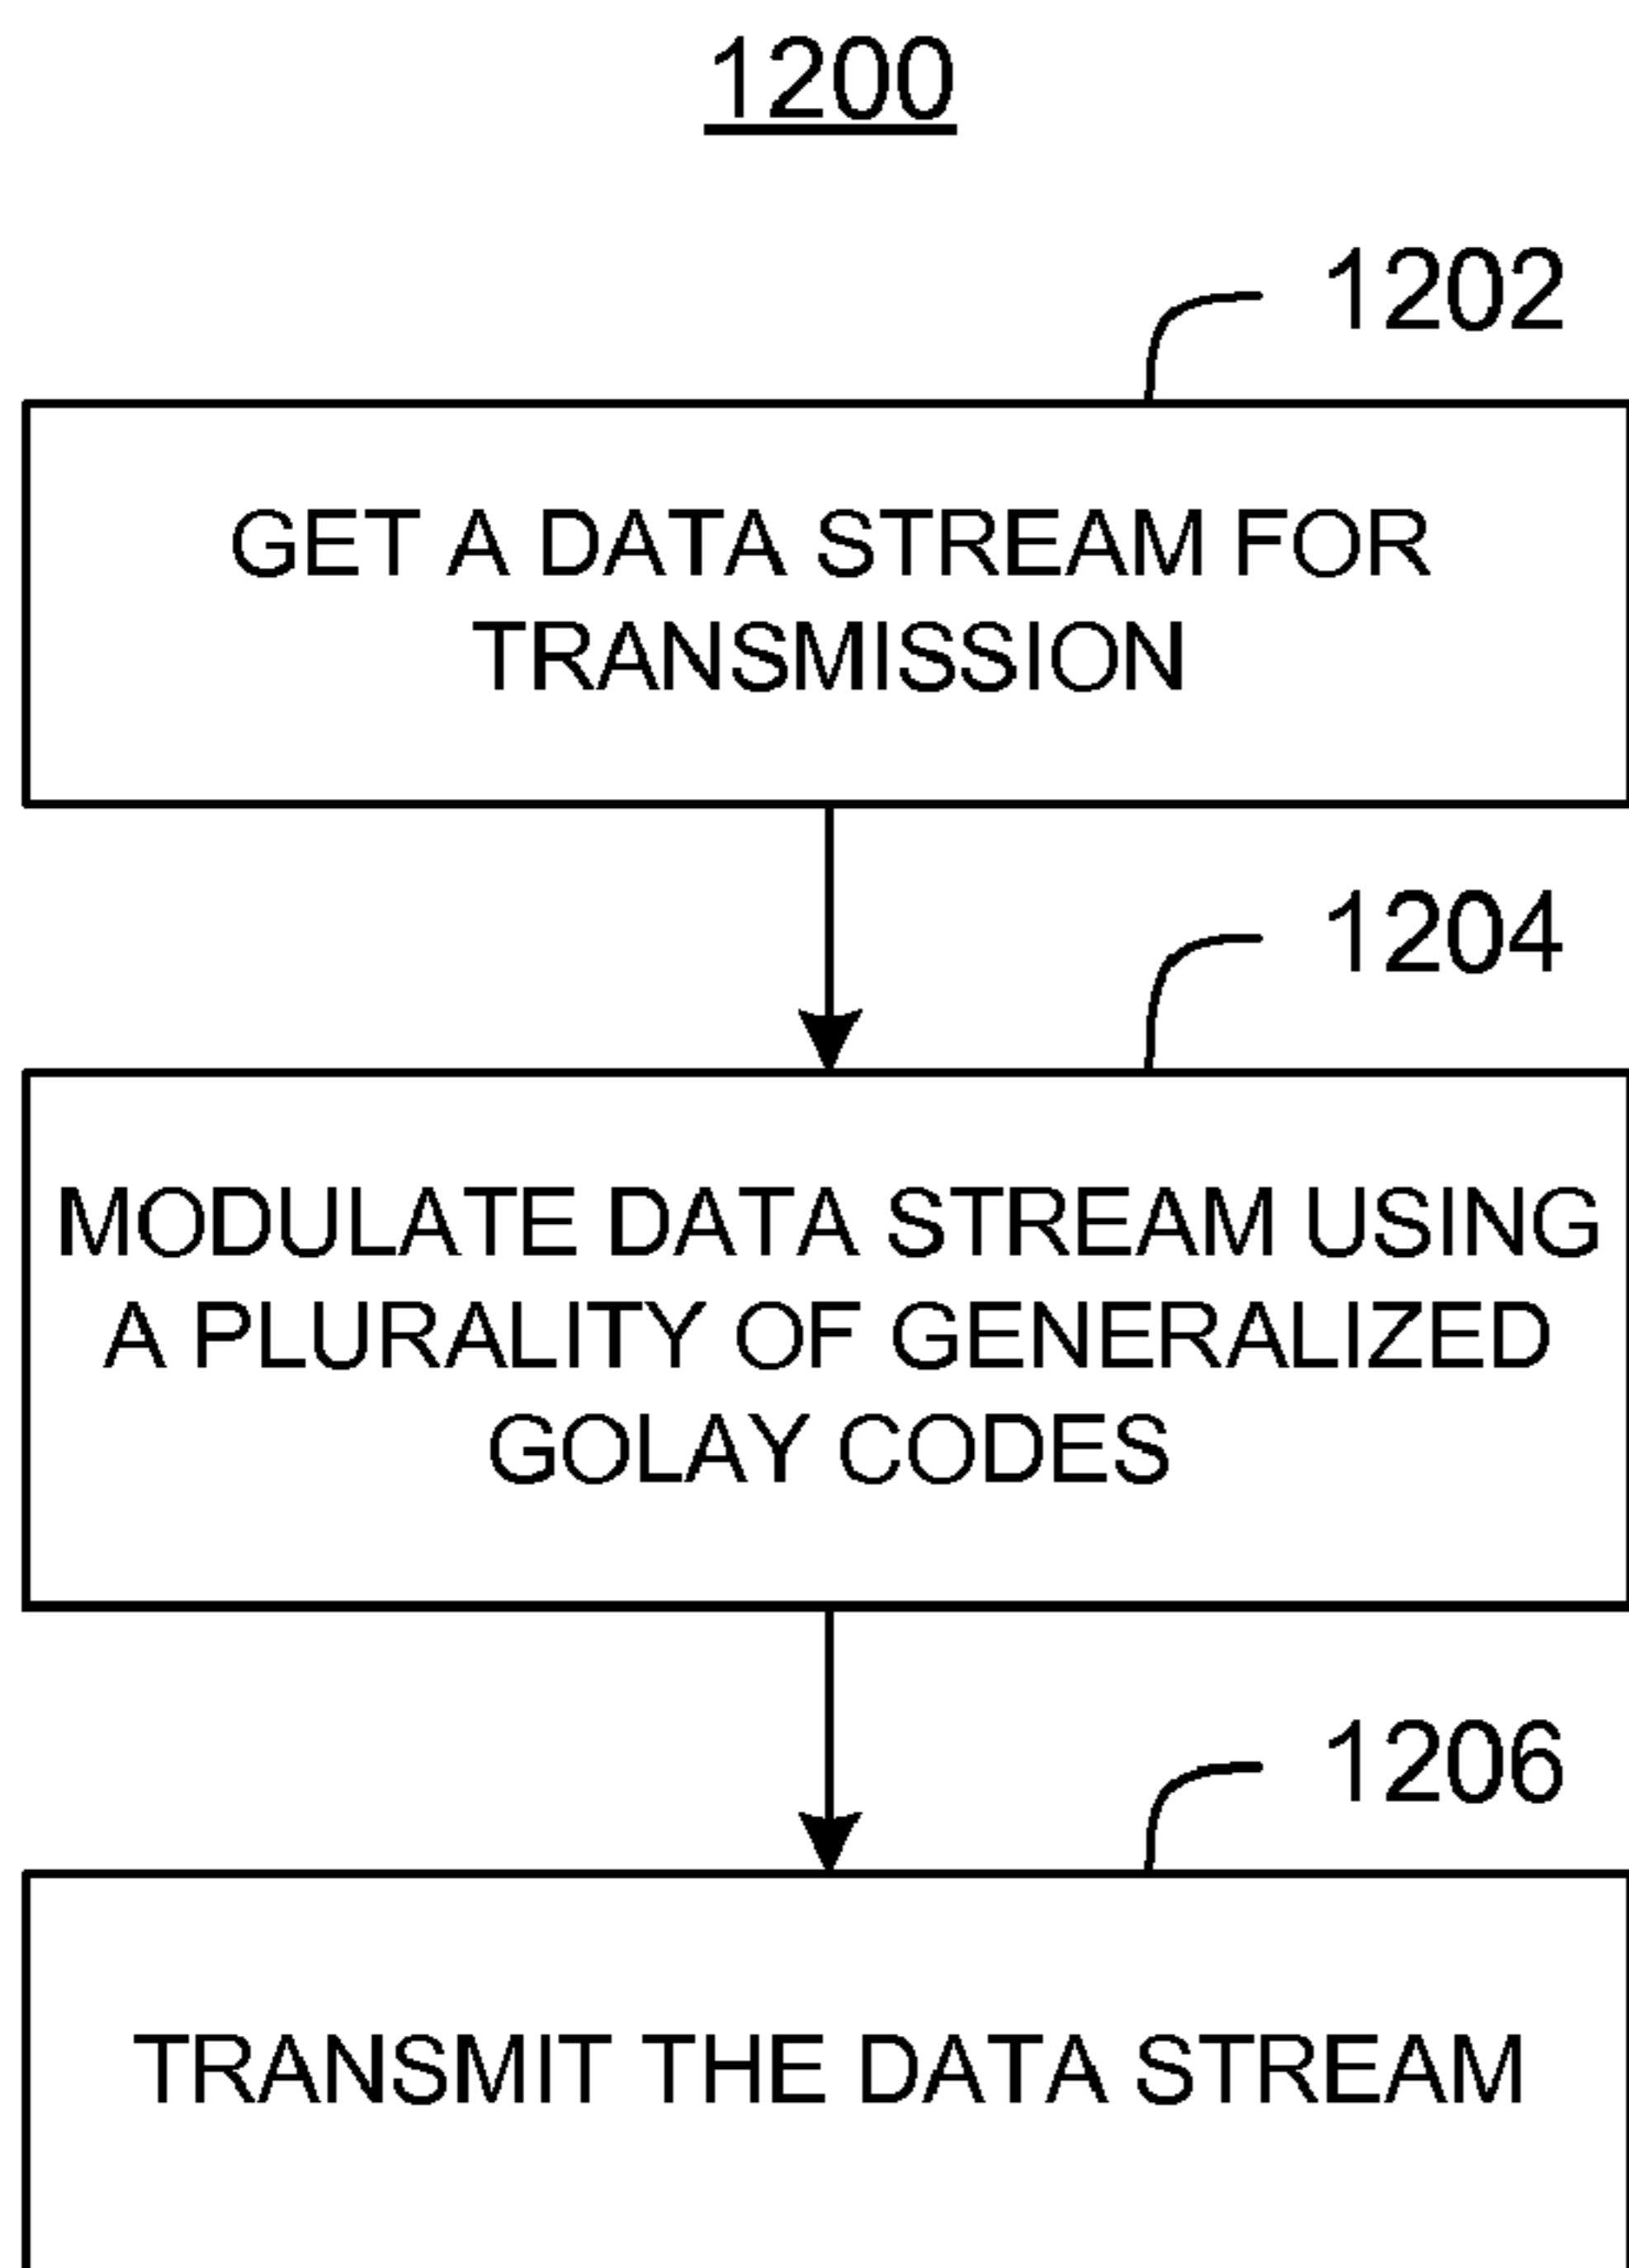 1200
1202
GET A DATA STREAM FOR
TRANSMISSION
1204
MODULATE DATA STREAM USING
A PLURALITY OF GENERALIZED
GOLAY CODES
1206
TRANSMIT THE DATA STREAM